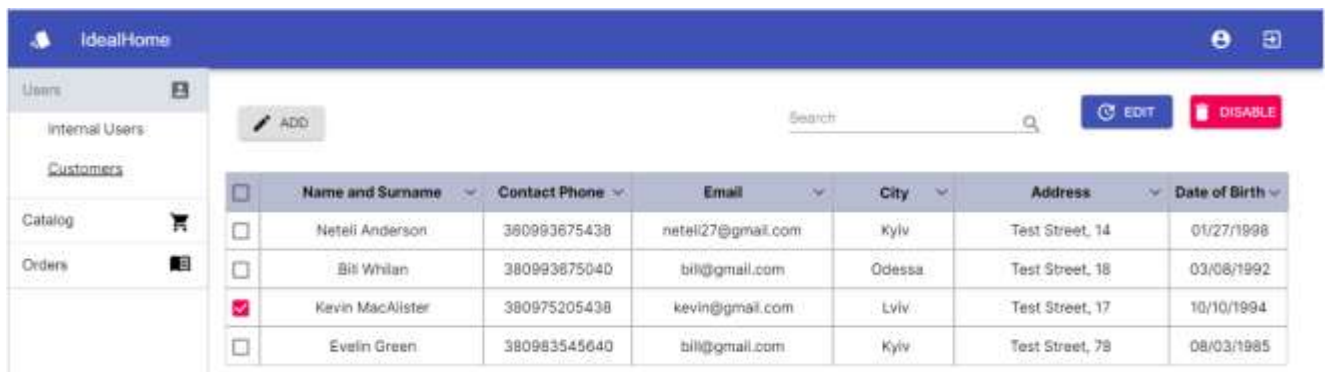 IdealHome
Users
Internal Users
Customers
Catalog
Orders
ADD
Search
EDIT
DISABLE
Name and Surname Contact Phone Email City Address Date of Birth
Neteli Anderson 380993675438 neteli27@gmail.com Kyiv Test Street, 14 01/27/1998
Bill Whilan 380993675040 bill@gmail.com Odessa Test Street, 18 03/08/1992
Kevin MacAlister 380975205438 kevin@gmail.com Lviv Test Street, 17 10/10/1994
Evelin Green 380983545640 bill@gmail.com Kyiv Test Street, 78 08/03/1985